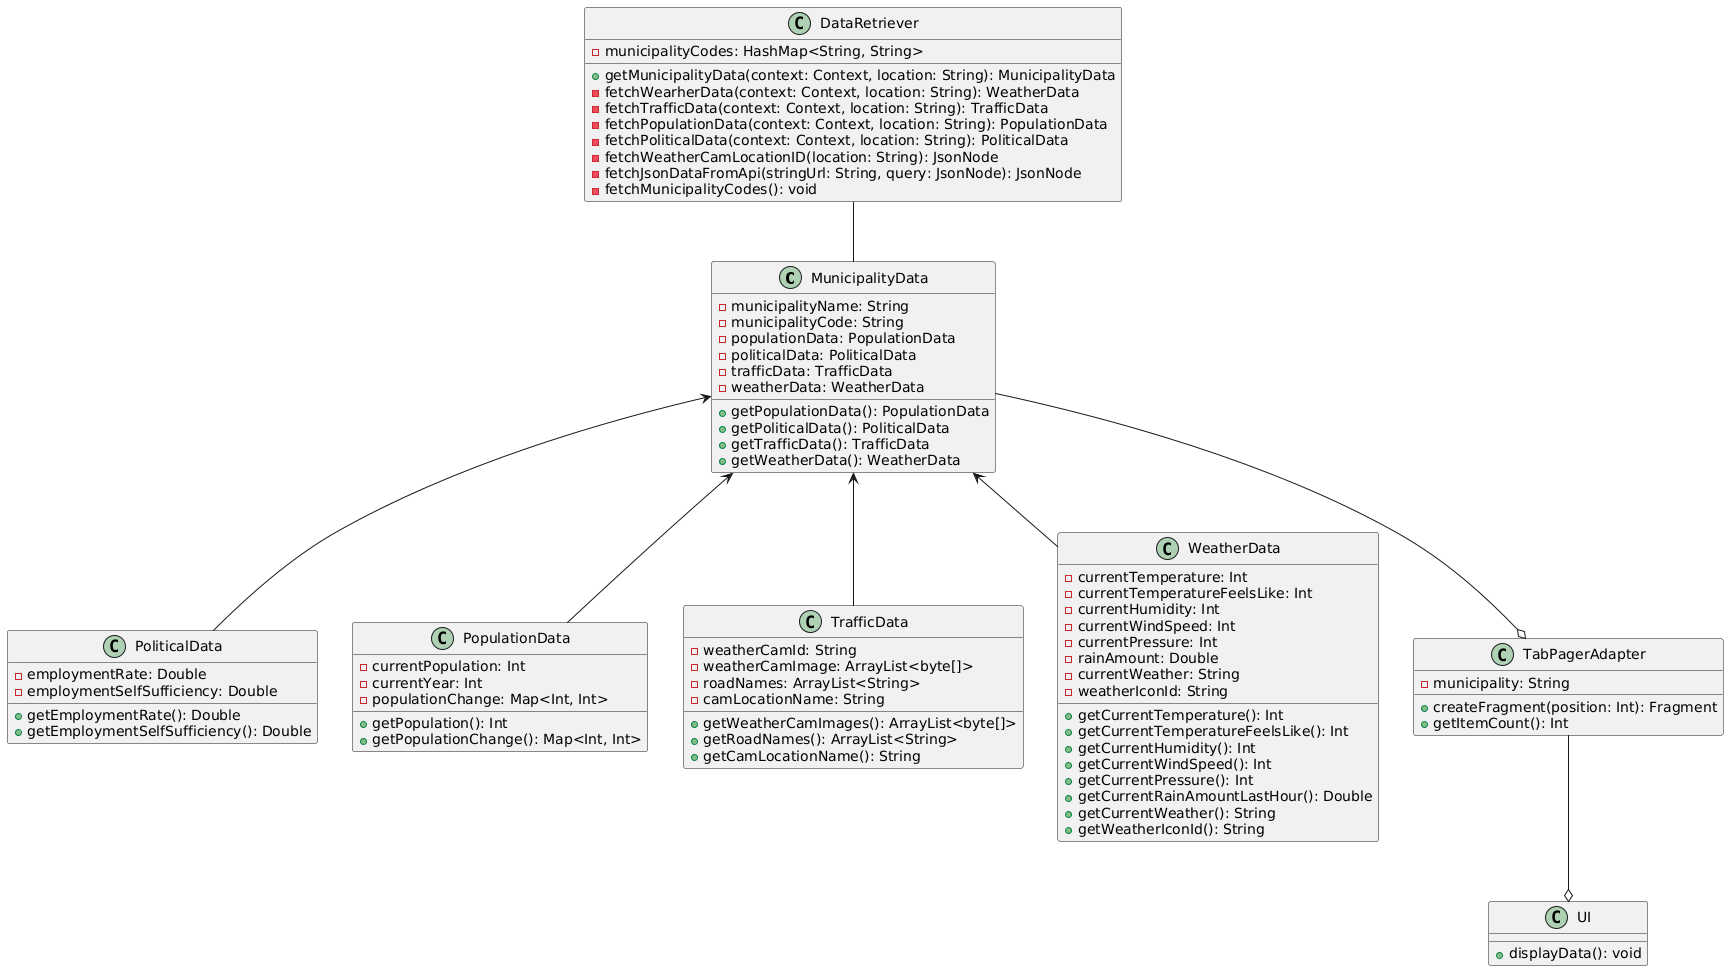 C DataRetriever
municipalityCodes: HashMap<String, String>
getMunicipalityData(context: Context, location: String): MunicipalityData
fetchWearherData(context: Context, location: String): WeatherData
fetchTrafficData(context: Context, location: String): TrafficData
fetchPopulationData(context: Context, location: String): PopulationData
fetchPoliticalData(context: Context, location: String): PoliticalData
fetchWeatherCamLocationID(location: String): JsonNode
fetchJsonDataFromApi(stringUrl: String, query: JsonNode): JsonNode
fetchMunicipalityCodes(): void
C MunicipalityData
municipalityName: String
municipalityCode: String
populationData: PopulationData
politicalData: PoliticalData
trafficData: TrafficData
weatherData: WeatherData
getPopulationData(): PopulationData
getPoliticalData(): PoliticalData
getTrafficData(): TrafficData
getWeatherData(): WeatherData
C PoliticalData
employmentRate: Double
employmentSelfSufficiency: Double
getEmploymentRate(): Double
getEmploymentSelfSufficiency(): Double
C PopulationData
currentPopulation: Int
currentYear: Int
populationChange: Map<Int, Int>
getPopulation(): Int
getPopulationChange(): Map<Int, Int>
C TrafficData
weatherCamId: String
weatherCamImage: ArrayList<byte[]>
roadNames: ArrayList<String>
camLocationName: String
getWeatherCamImages(): ArrayList<byte[]>
getRoadNames(): ArrayList<String>
getCamLocationName(): String
C WeatherData
currentTemperature: Int
currentTemperatureFeelsLike: Int
currentHumidity: Int
currentWindSpeed: Int
currentPressure: Int
rainAmount: Double
currentWeather: String
weatherIconId: String
getCurrentTemperature(): Int
getCurrentTemperatureFeelsLike(): Int
getCurrentHumidity(): Int
getCurrentWindSpeed(): Int
getCurrentPressure(): Int
getCurrentRainAmountLastHour(): Double
getCurrentWeather(): String
getWeatherIconId(): String
C TabPagerAdapter
municipality: String
createFragment(position: Int): Fragment
getItemCount(): Int
C UI
displayData(): void